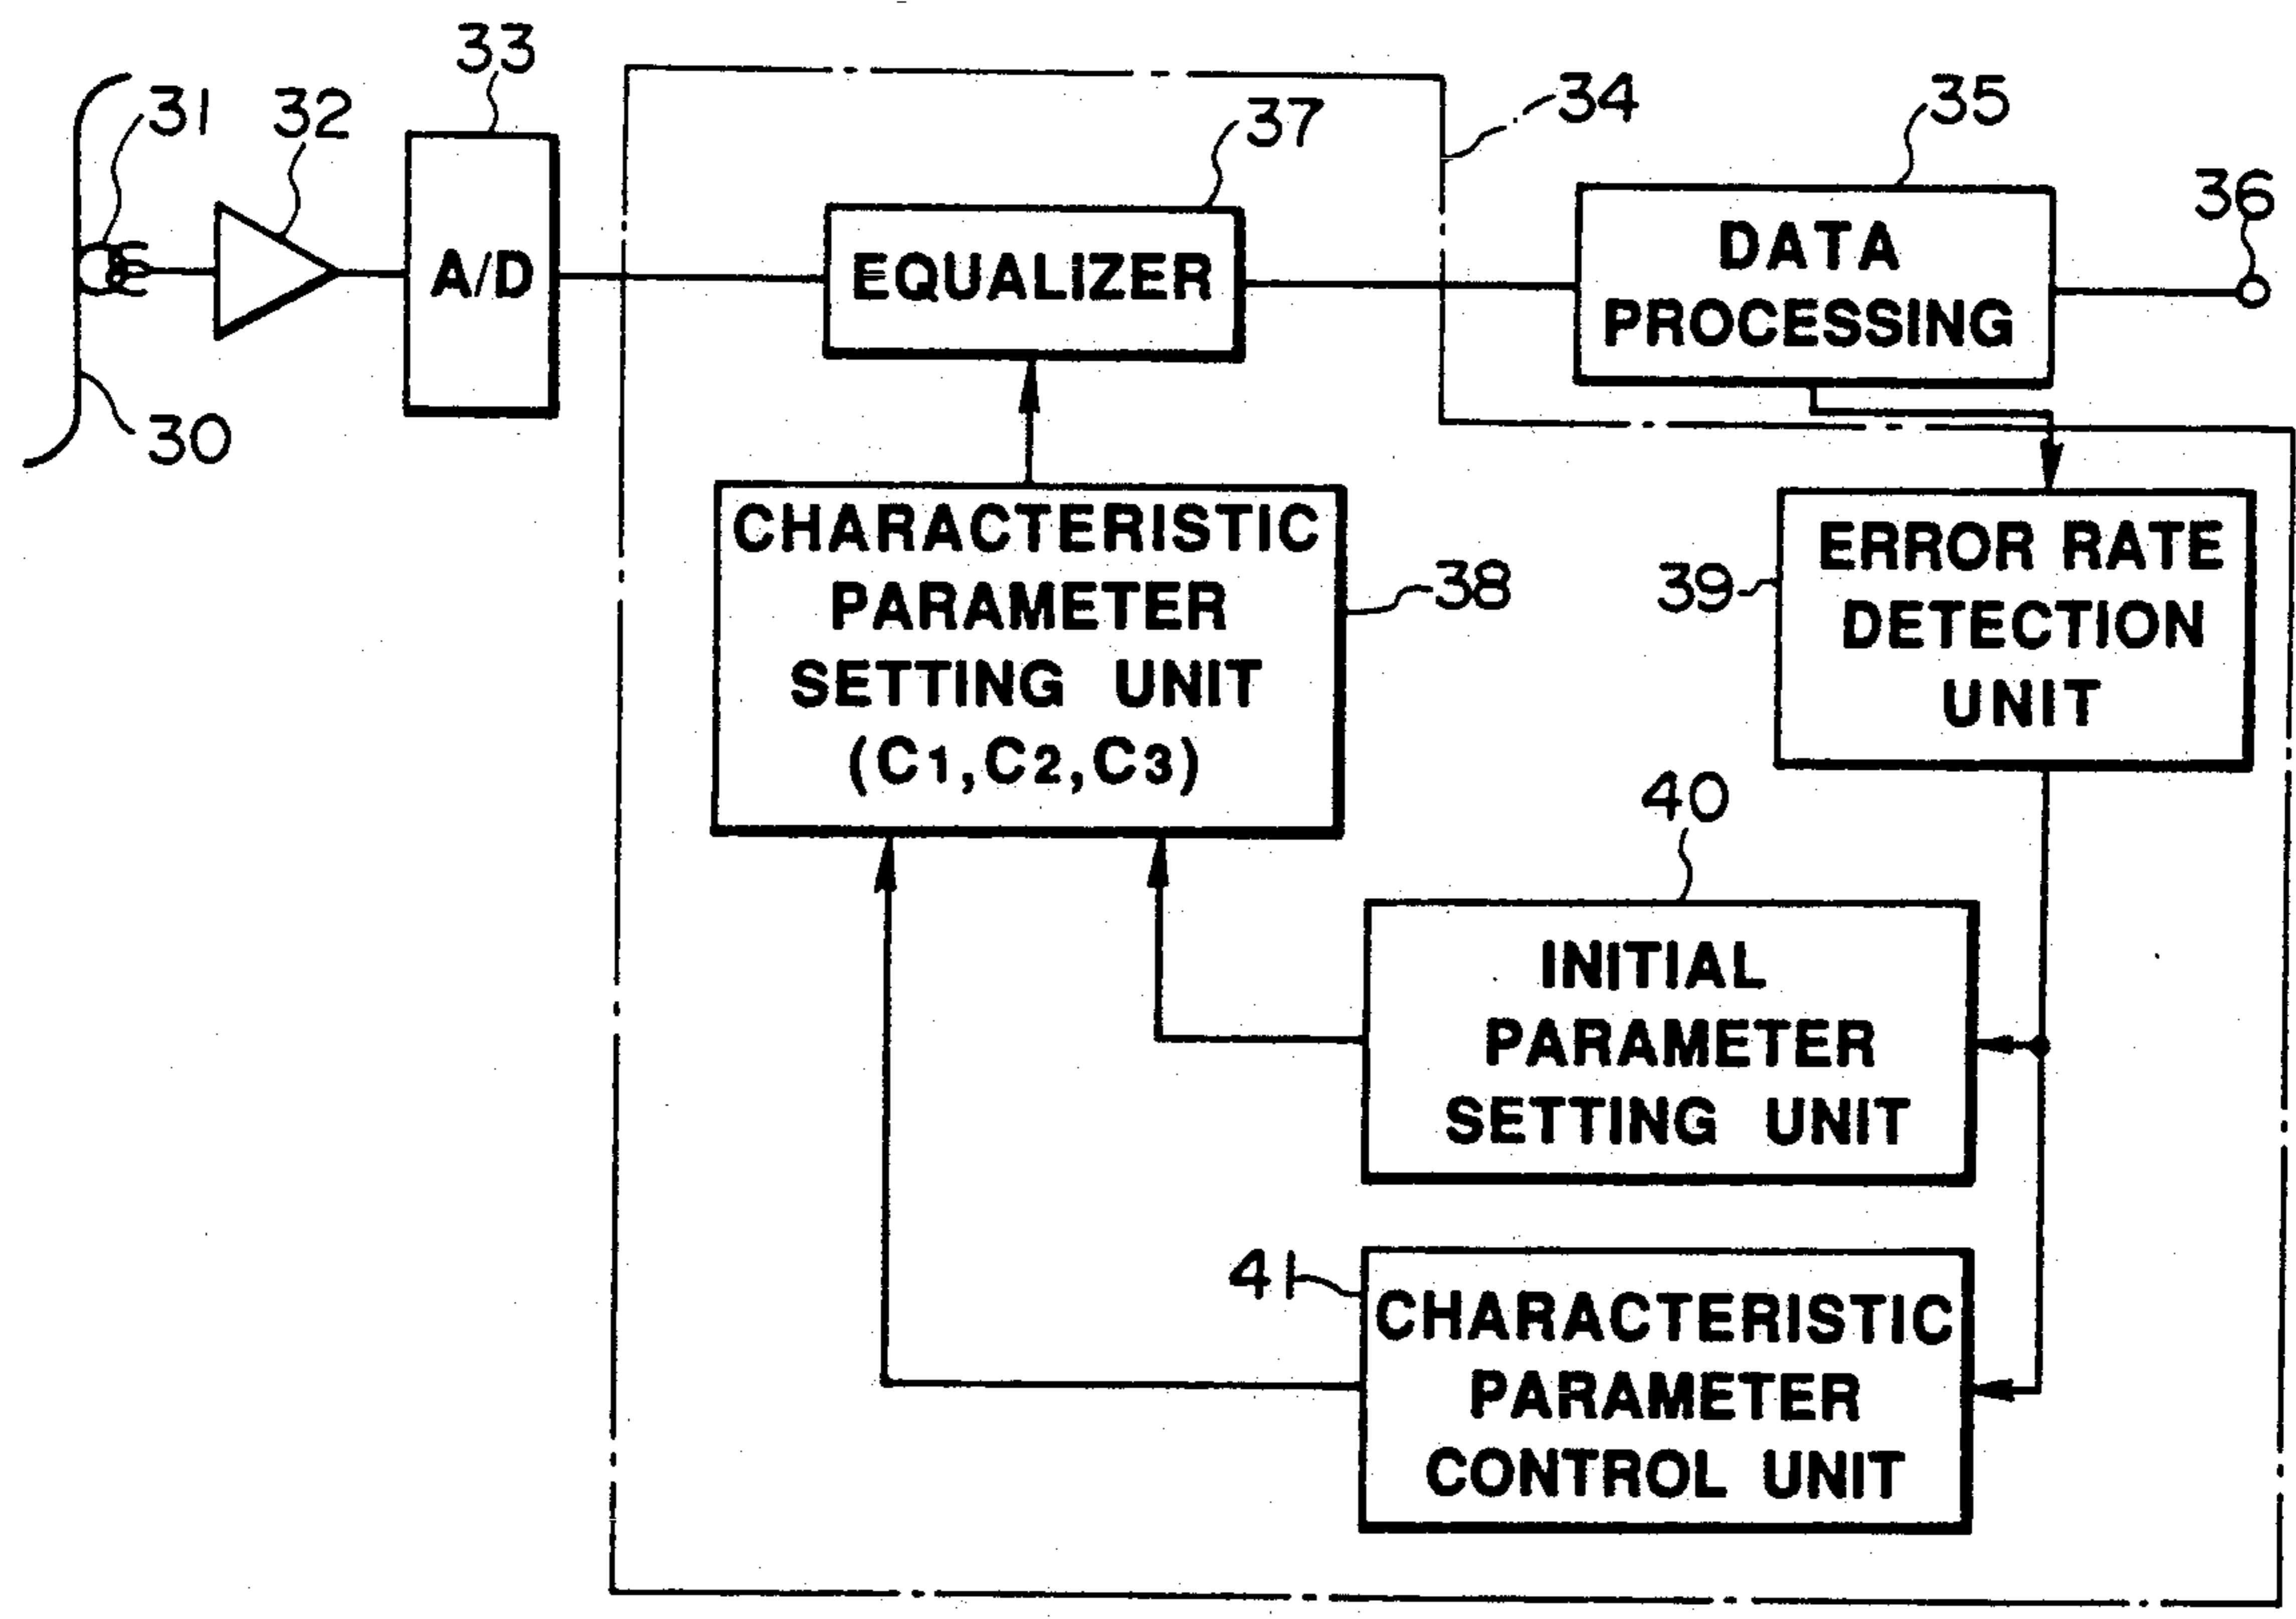 33
31
32
34
35
37
36
A/D
EQUALIZER
DATA
PROCESSING
30
CHARACTERISTIC
PARAMETER
SETTING UNIT
(C1,C2,C3)
38
39
ERROR RATE
DETECTION
UNIT
40
INITIAL
PARAMETER
SETTING UNIT
41
CHARACTERISTIC
PARAMETER
CONTROL UNIT